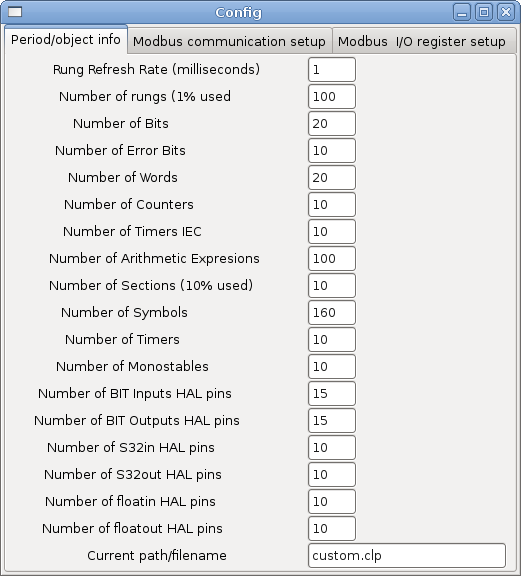 Config
Period/object info Modbus communication setup Modbus I/O register setup
Rung Refresh Rate (milliseconds) 1
Number of rungs (1% used 100
Number of Bits 20
Number of Error Bits 10
Number of Words 20
Number of Counters 10
Number of Timers IEC 10
Number of Arithmetic Expresions 100
Number of Sections (10% used) 10
Number of Symbols 160
Number of Timers 10
Number of Monostables 10
Number of BIT Inputs HAL pins 15
Number of BIT Outputs HAL pins 15
Number of S32in HAL pins 10
Number of S32out HAL pins 10
Number of floatin HAL pins 10
Number of floatout HAL pins 10
Current path/filename custom.clp